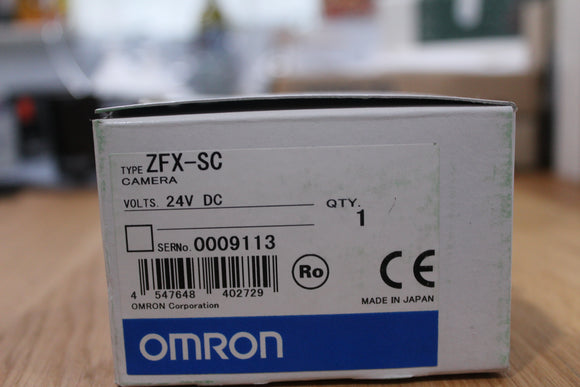 TYPE ZFX-SC
CAMERA
VOLTS. 24V DC
QTY. 1
SERNo. 0009113
Ro
CE
4 547648 402729
MADE IN JAPAN
OMRON Corporation
OMRON